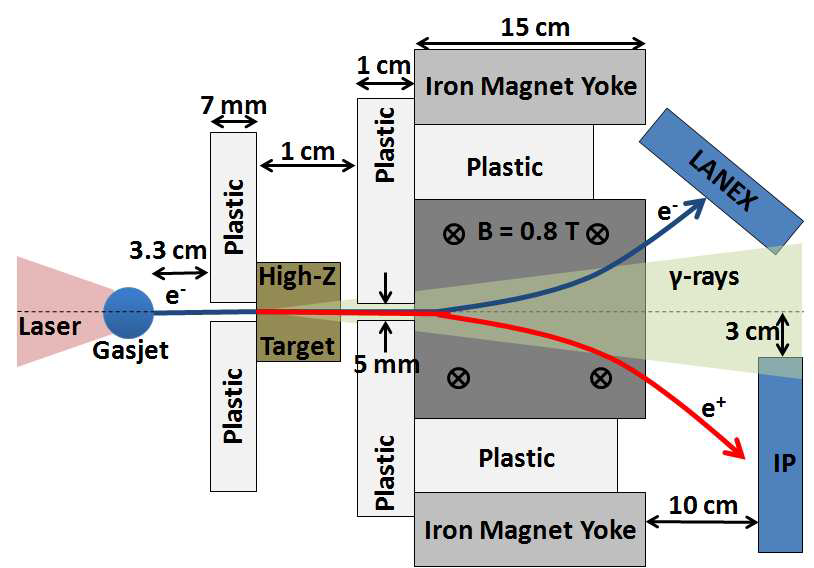 15 cm
1 cm
Iron Magnet Yoke
7 mm
Plastic
1 cm
Plastic
Plastic
LANEX
3.3 cm
e-
⊗ B = 0.8 T ⊗
e-
High-Z
γ-rays
Laser
Gasjet
Target
5 mm
3 cm
⊗ ⊗
Plastic
e+
Plastic
Plastic
IP
10 cm
Iron Magnet Yoke